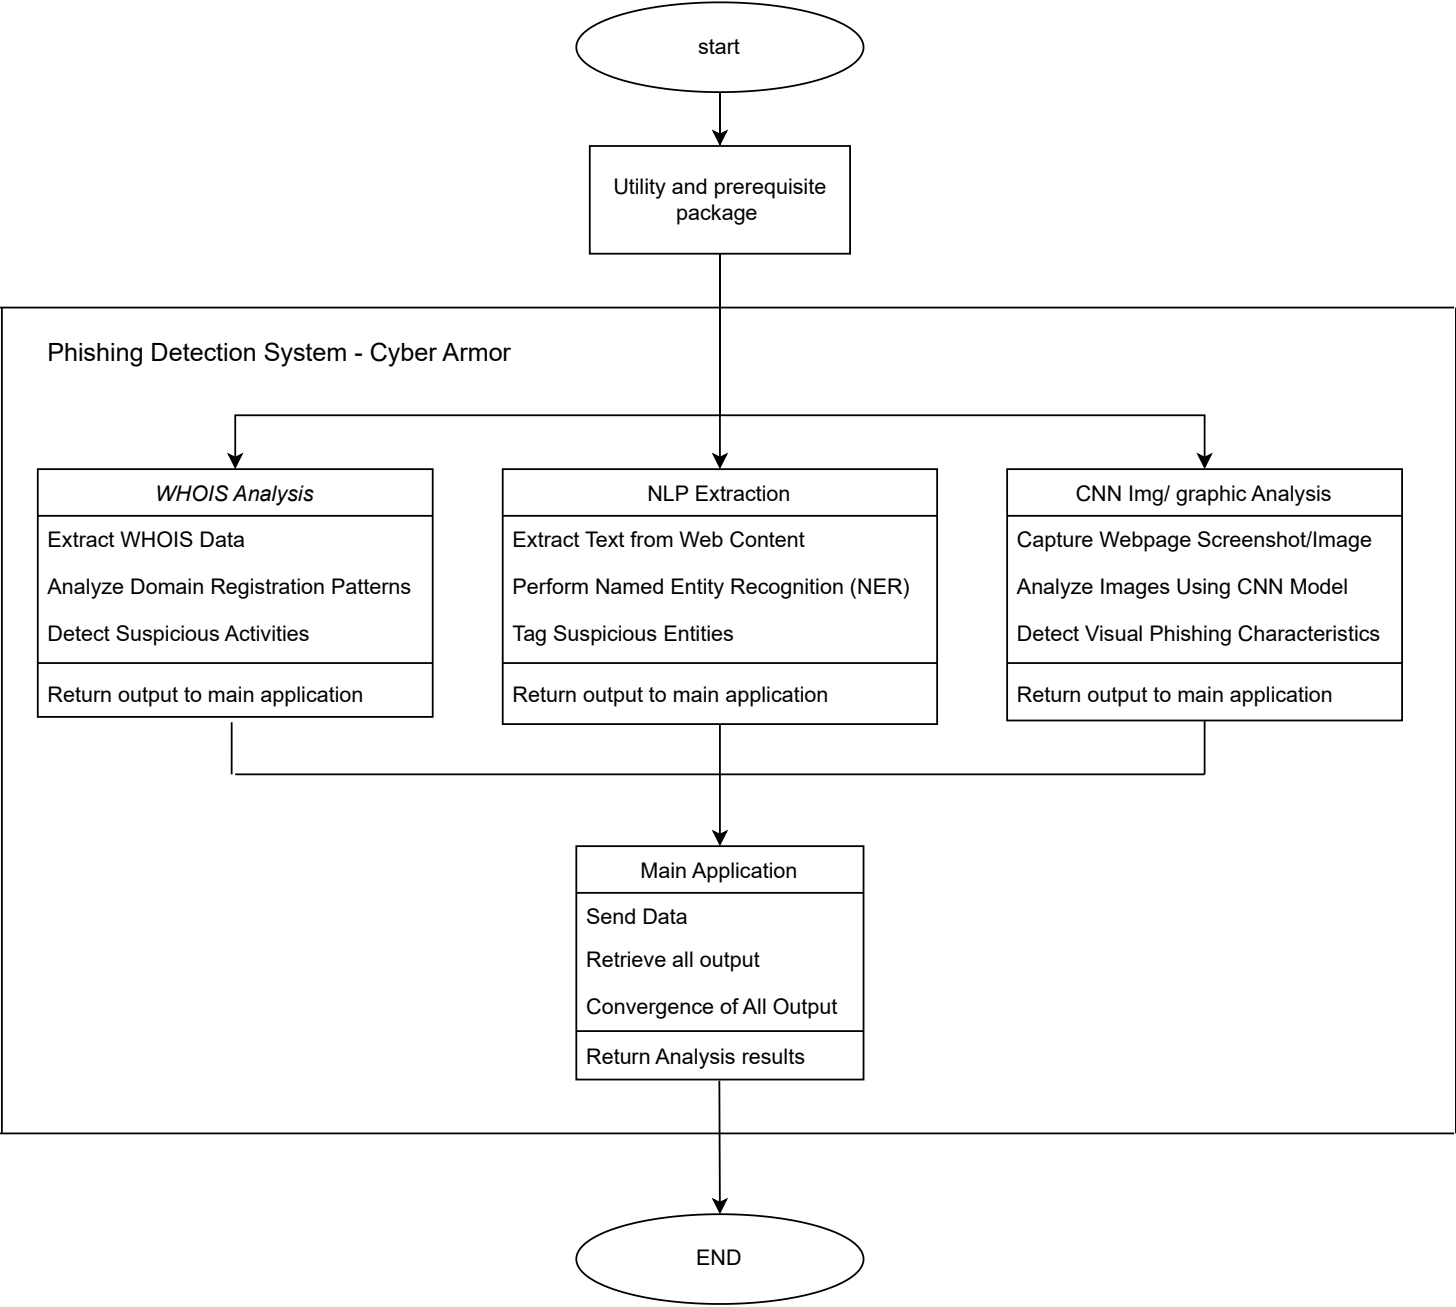 start
Utility and prerequisite
package
Phishing Detection System - Cyber Armor
WHOIS Analysis
Extract WHOIS Data
Analyze Domain Registration Patterns
Detect Suspicious Activities
Return output to main application
NLP Extraction
Extract Text from Web Content
Perform Named Entity Recognition (NER)
Tag Suspicious Entities
Return output to main application
CNN Img/ graphic Analysis
Capture Webpage Screenshot/Image
Analyze Images Using CNN Model
Detect Visual Phishing Characteristics
Return output to main application
Main Application
Send Data
Retrieve all output
Convergence of All Output
Return Analysis results
END